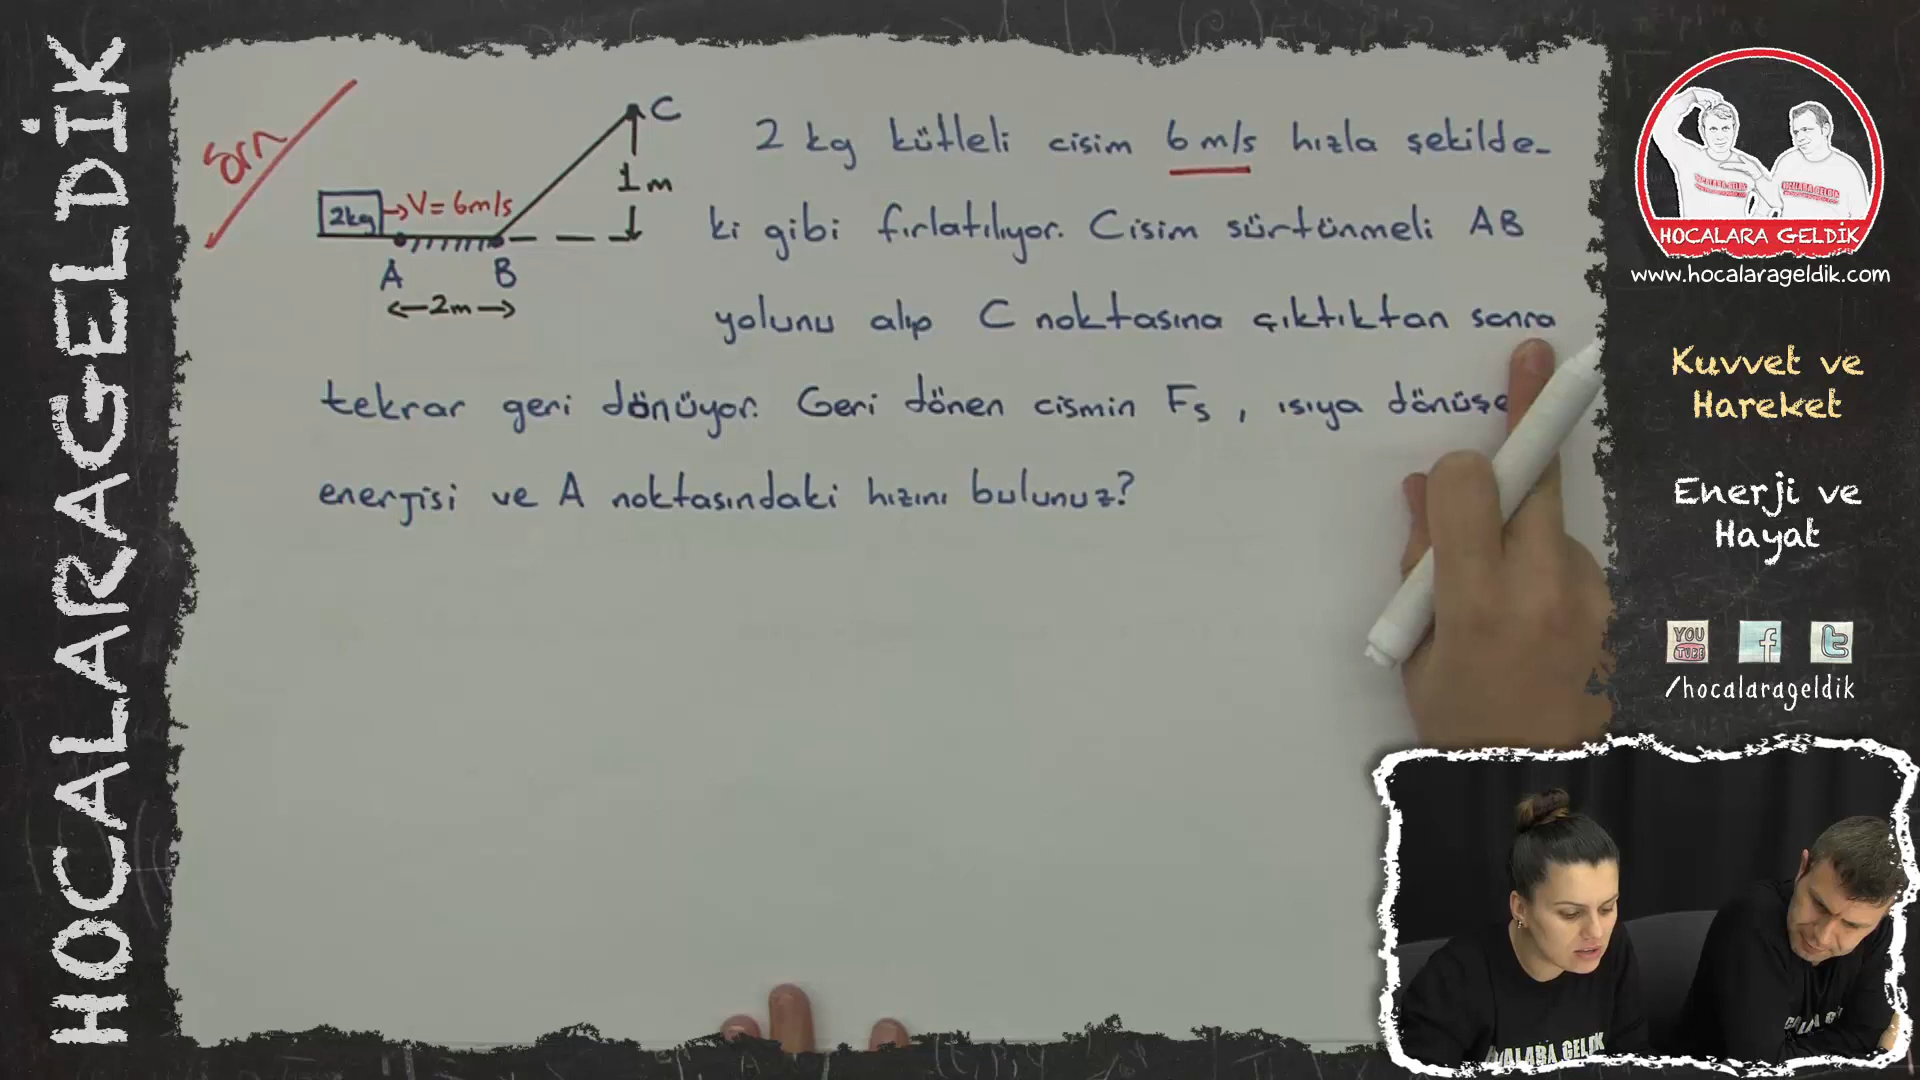 HOCALARAGELDİK
Örn
C
1m
2kg
V = 6m/s
A
B
2m
2 kg kütleli cisim 6 m/s hızla şekilde-
ki gibi fırlatılıyor. Cisim sürtünmeli AB
yolunu alıp C noktasına çıktıktan sonra
tekrar geri dönüyor. Geri dönen cismin Fs, ısıya dönüşe
enerjisi ve A noktasındaki hızını bulunuz?
HOCALARA GELDİK
www.hocalarageldik.com
Kuvvet ve
Hareket
Enerji ve
Hayat
YOU
TUBE
f
t
/hocalarageldik